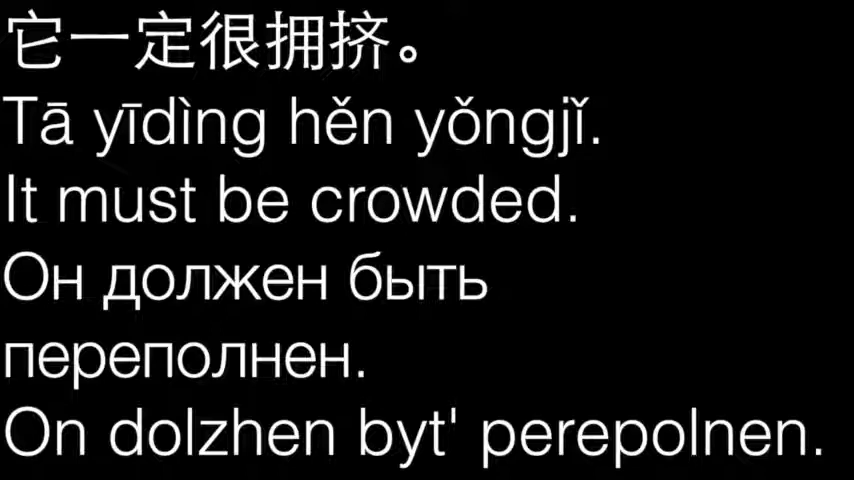 它一定很拥挤。
Tā yīdìng hěn yǒngjǐ.
It must be crowded.
Он должен быть
переполнен.
On dolzhen byt' perepolnen.